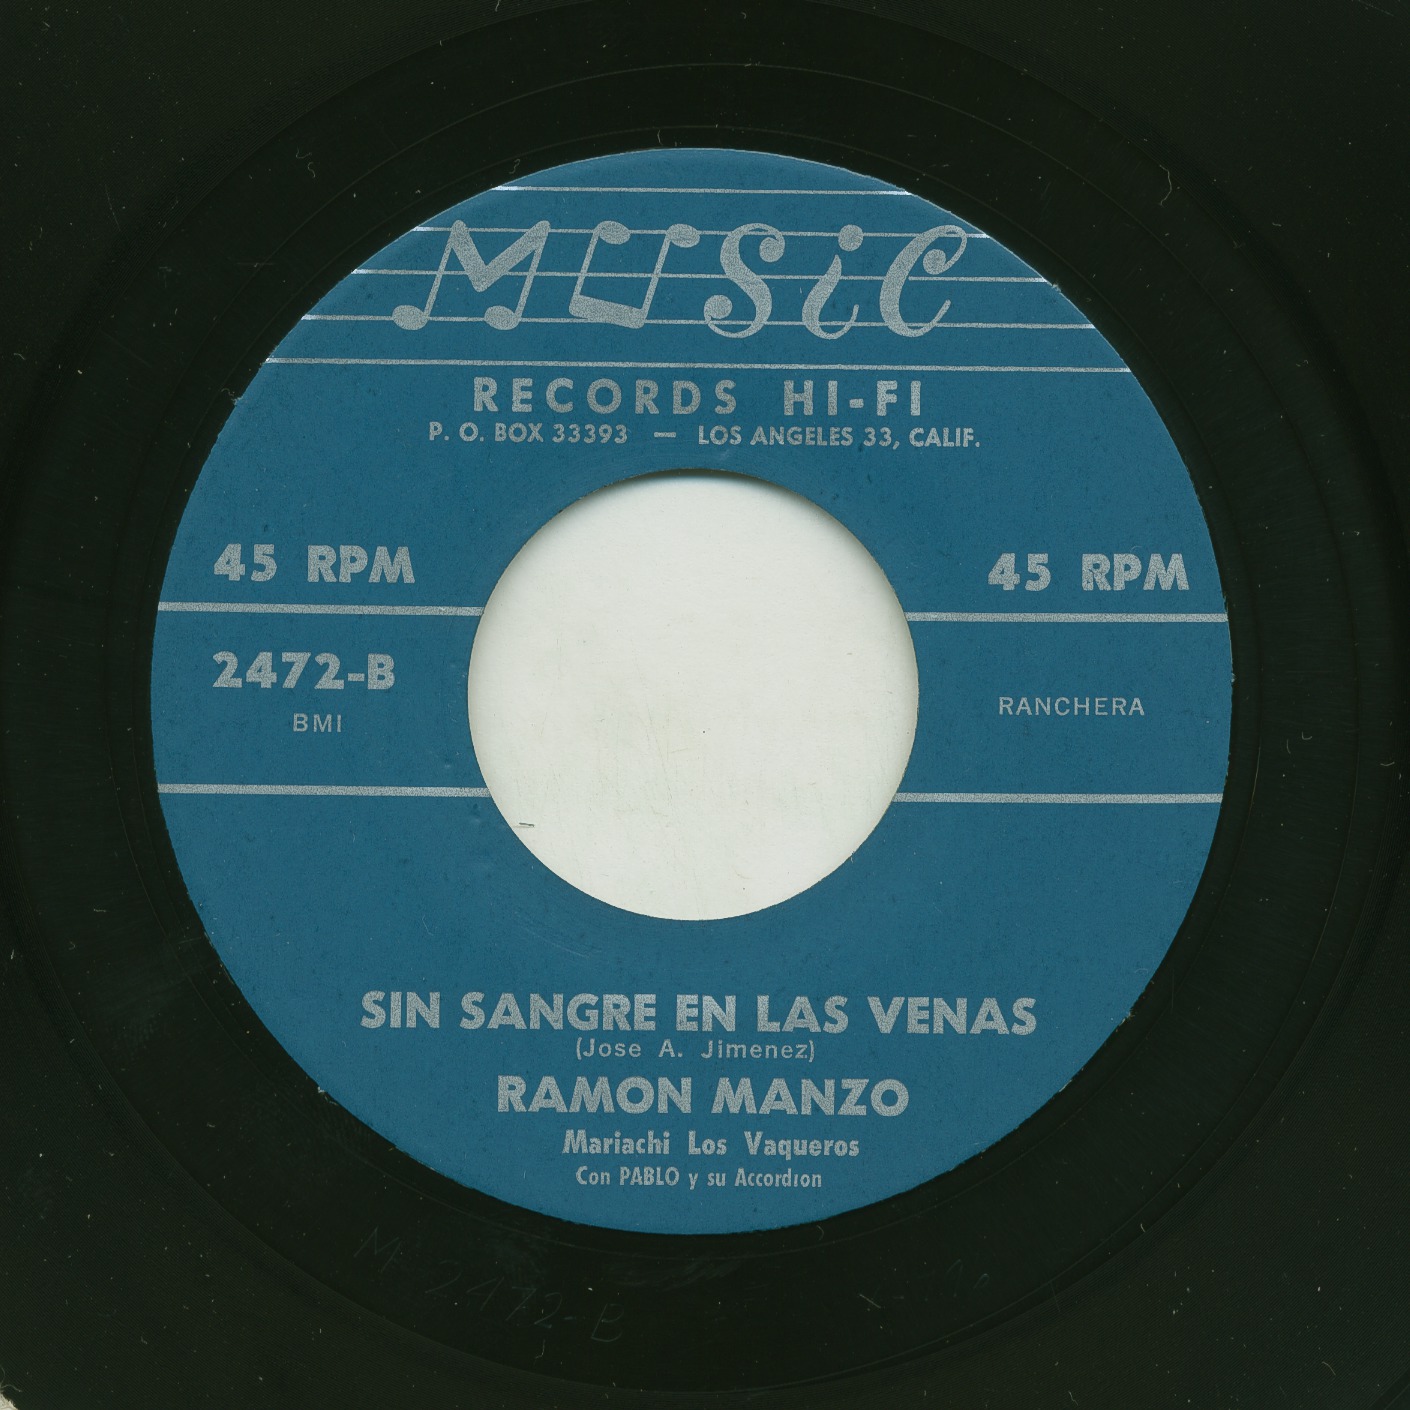 MUSiC
RECORDS HI-FI
P. O. BOX 33393 — LOS ANGELES 33, CALIF.
45 RPM
45 RPM
2472-B
BMI
RANCHERA
SIN SANGRE EN LAS VENAS
(Jose A. Jimenez)
RAMON MANZO
Mariachi Los Vaqueros
Con PABLO y su Accordion
M-2472-B